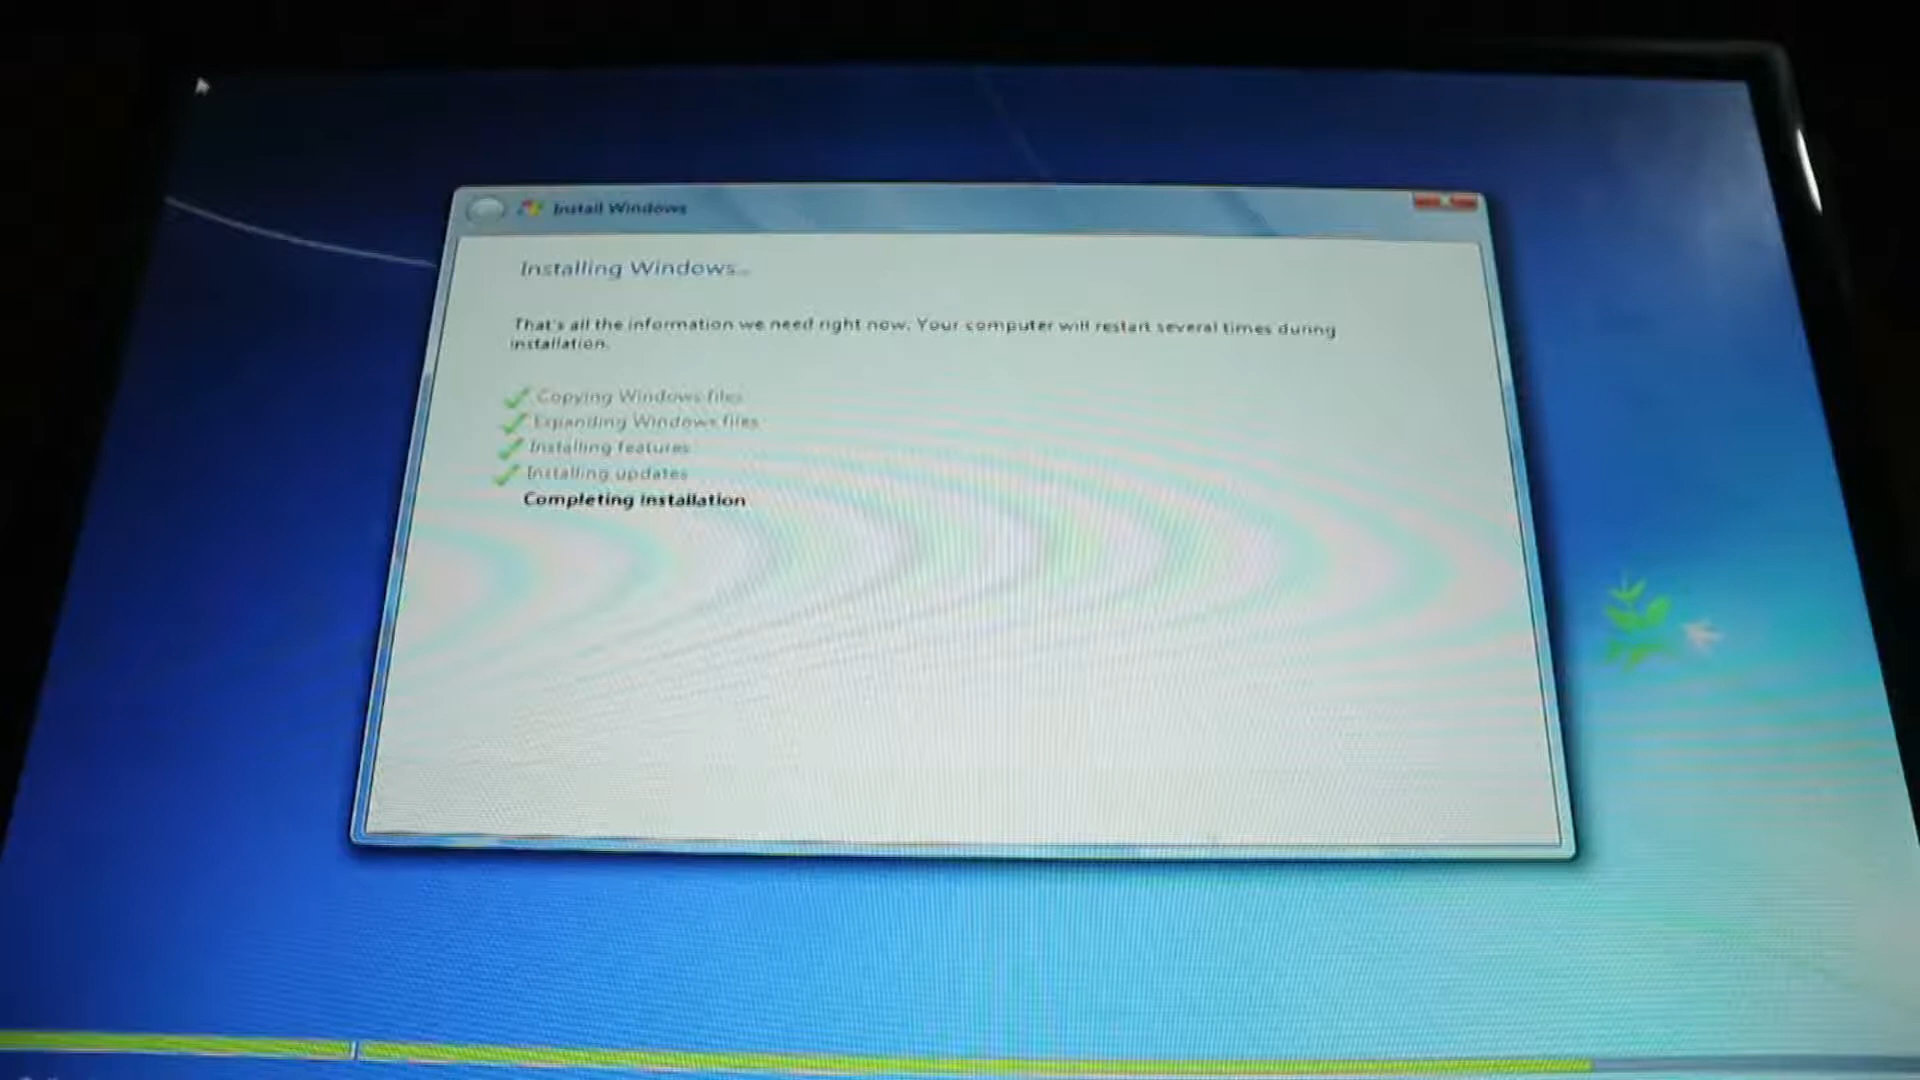 Install Windows
Installing Windows...
That's all the information we need right now. Your computer will restart several times during
installation.
Copying Windows files
Expanding Windows files
Installing features
Installing updates
Completing installation